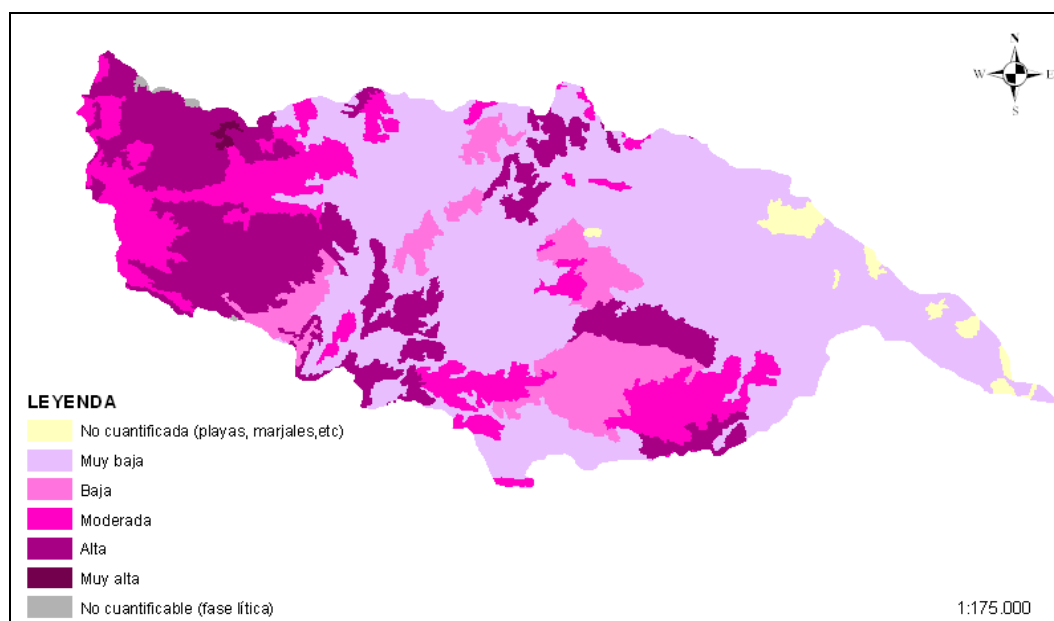 N
W E
S
LEYENDA
No cuantificada (playas, marjales,etc)
Muy baja
Baja
Moderada
Alta
Muy alta
No cuantificable (fase lítica)
1:175.000